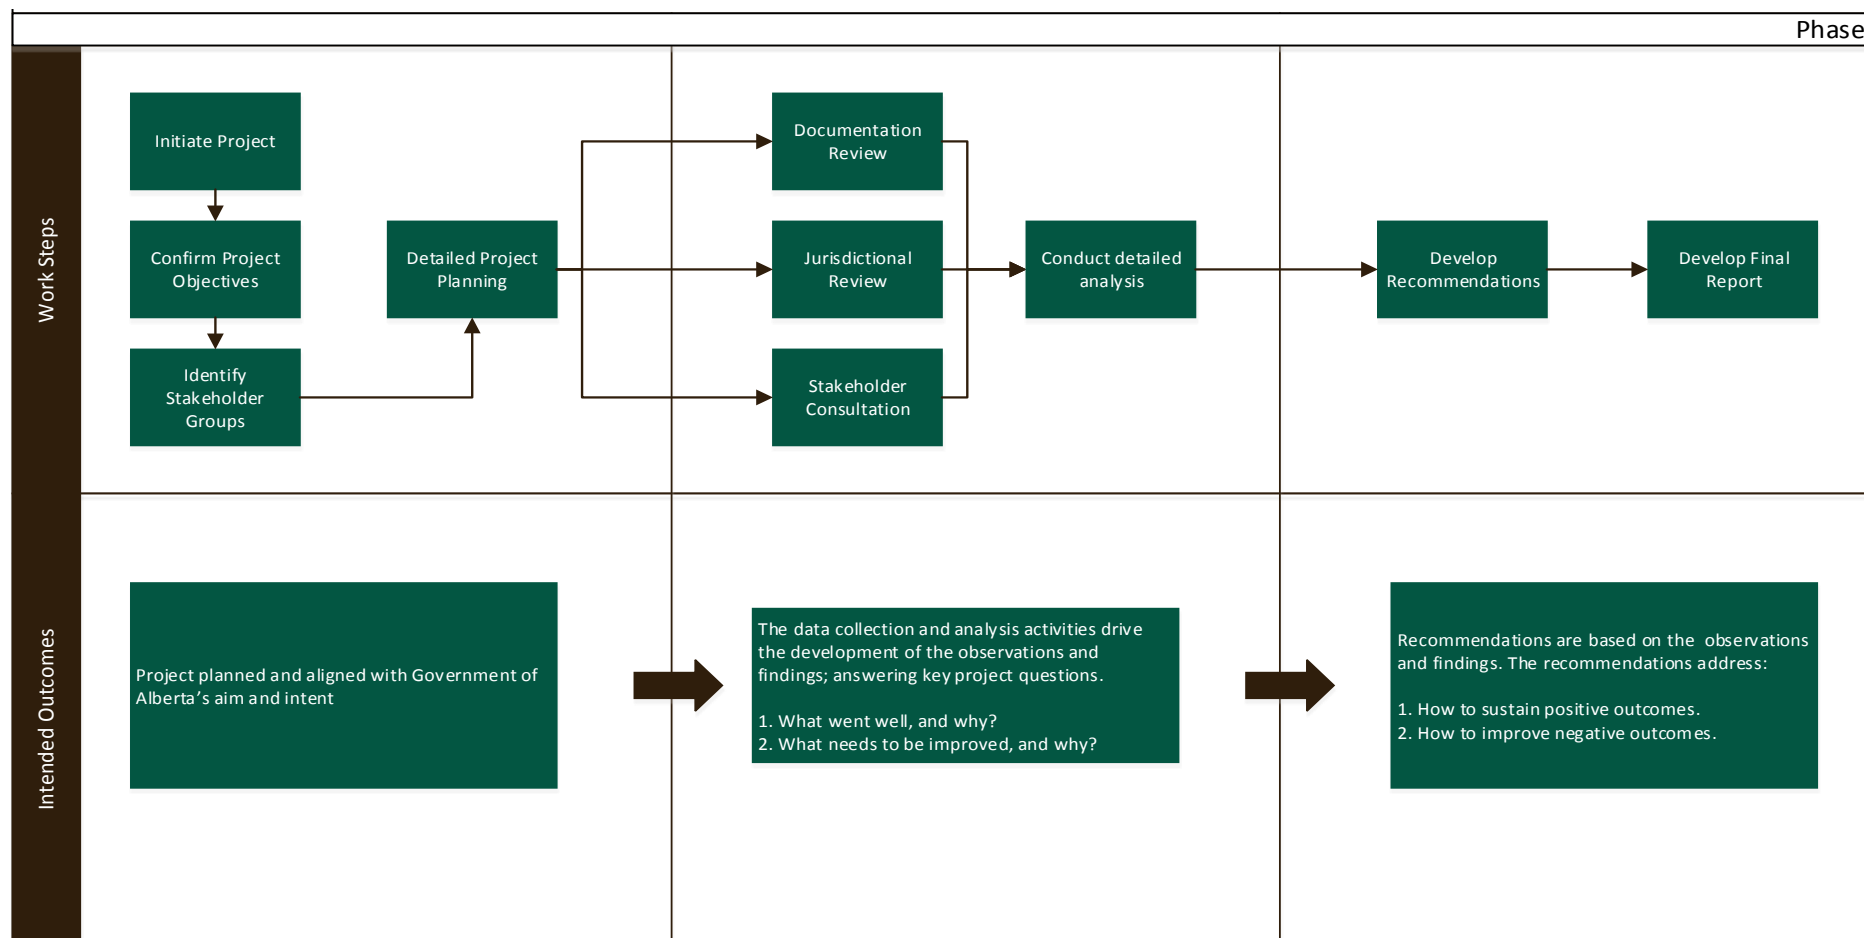 Phase
Work Steps
Initiate Project
Confirm Project
Objectives
Identify
Stakeholder
Groups
Detailed Project
Planning
Documentation
Review
Jurisdictional
Review
Stakeholder
Consultation
Conduct detailed
analysis
Develop
Recommendations
Develop Final
Report
Intended Outcomes
Project planned and aligned with Government of
Alberta’s aim and intent
The data collection and analysis activities drive
the development of the observations and
findings; answering key project questions.
1. What went well, and why?
2. What needs to be improved, and why?
Recommendations are based on the observations
and findings. The recommendations address:
1. How to sustain positive outcomes.
2. How to improve negative outcomes.